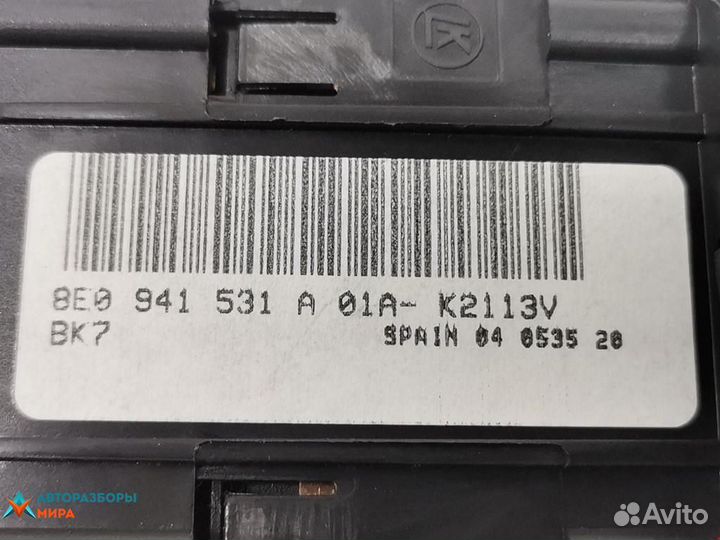 8E0 941 531 A 01A- K2113V
BK7
SPAIN 04 0535 20
АВТОРАЗБОРЫ
МИРА
Avito